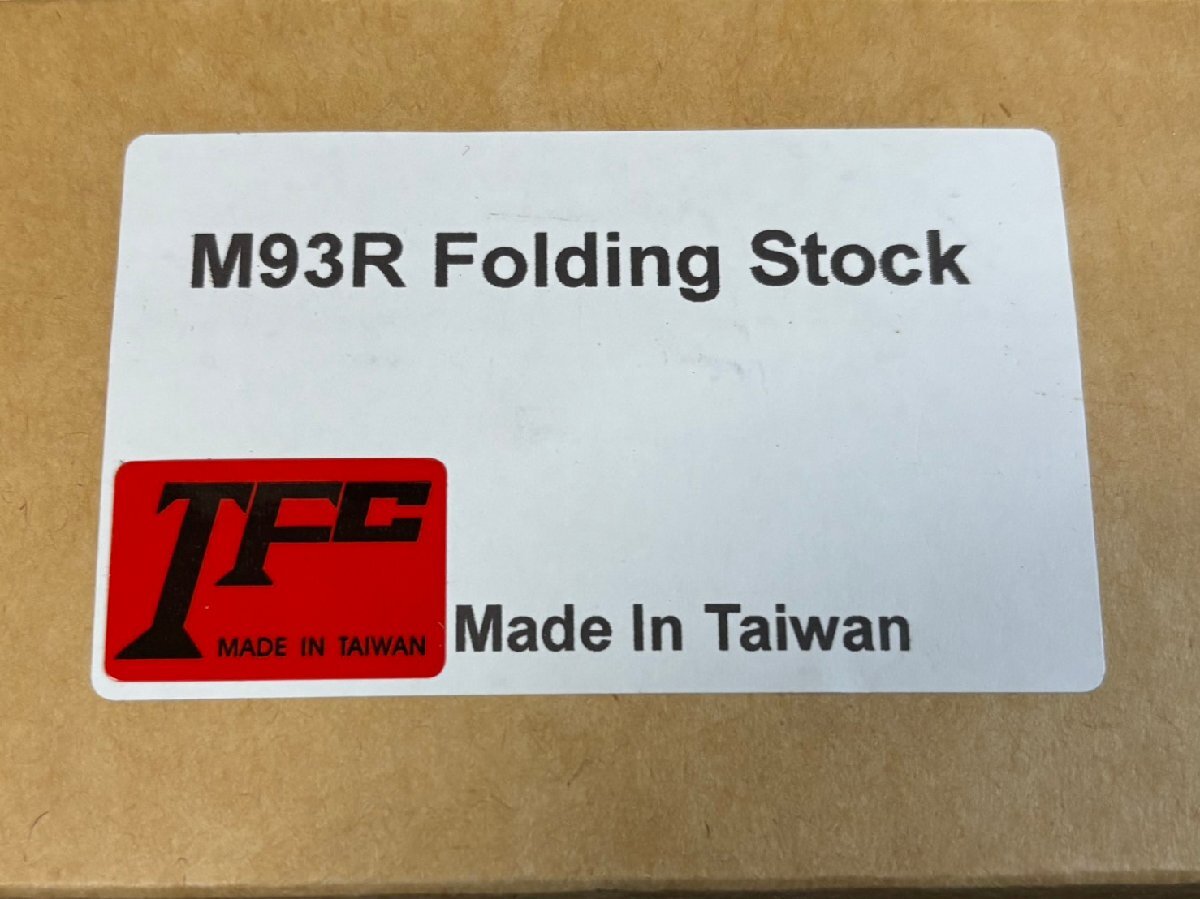 M93R Folding Stock
TFC
MADE IN TAIWAN
Made In Taiwan